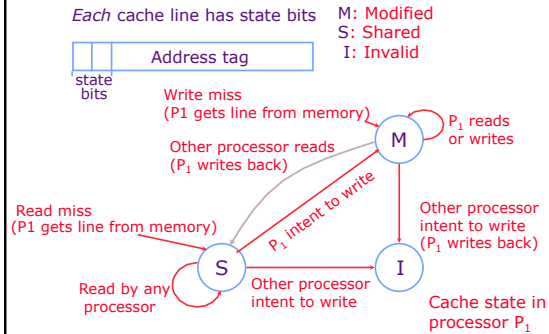 Each cache line has state bits
M: Modified
S: Shared
I: Invalid
Address tag
state
bits
Write miss
(P1 gets line from memory)
P₁ reads
or writes
M
Other processor reads
(P₁ writes back)
P₁ intent to write
Read miss
(P1 gets line from memory)
Other processor
intent to write
(P₁ writes back)
S
I
Read by any
processor
Other processor
intent to write
Cache state in
processor P₁